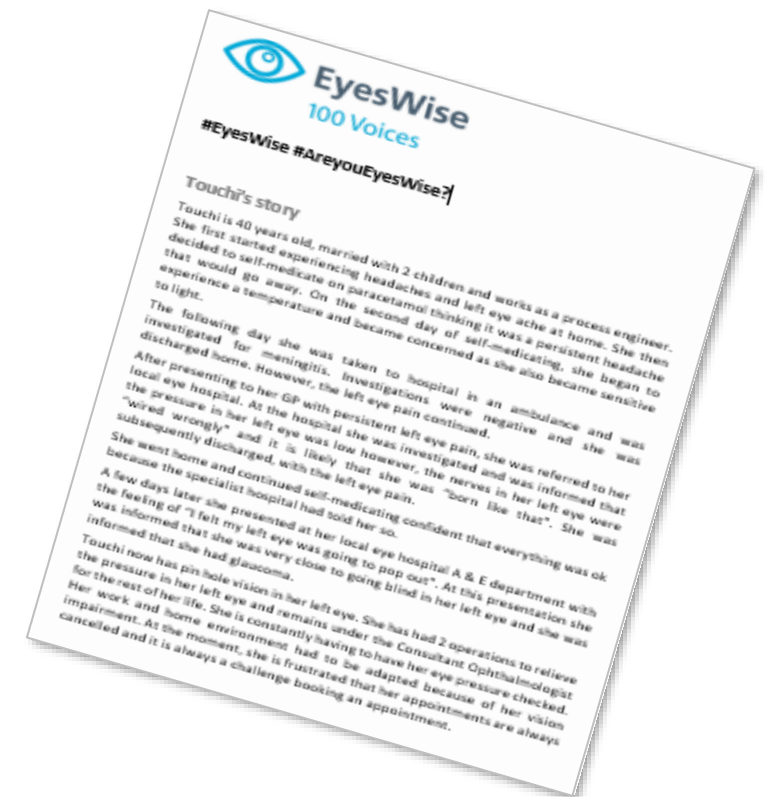 EyesWise
100 Voices
#EyesWise #AreyouEyesWise?
Touchi's story
Touchi is 40 years old, married with 2 children and works as a process engineer.
She first started experiencing headaches and left eye ache at home. She then
decided to self-medicate on paracetamol thinking it was a persistent headache
that would go away. On the second day of self-medicating, she began to
experience a temperature and became concerned as she also became sensitive
to light.
The following day she was taken to hospital in an ambulance and was
investigated for meningitis. Investigations were negative and she was
discharged home. However, the left eye pain continued.
After presenting to her GP with persistent left eye pain, she was referred to her
local eye hospital. At the hospital she was investigated and was informed that
the pressure in her left eye was low however, the nerves in her left eye were
"wired wrongly" and it is likely that she was "born like that". She was
subsequently discharged, with the left eye pain.
She went home and continued self-medicating confident that everything was ok
because the specialist hospital had told her so.
A few days later she presented at her local eye hospital A & E department with
the feeling of "I felt my left eye was going to pop out". At this presentation she
was informed that she was very close to going blind in her left eye and she was
informed that she had glaucoma.
Touchi now has pin hole vision in her left eye. She has had 2 operations to relieve
the pressure in her left eye and remains under the Consultant Ophthalmologist
for the rest of her life. She is constantly having to have her eye pressure checked.
Her work and home environment had to be adapted because of her vision
impairment. At the moment, she is frustrated that her appointments are always
cancelled and it is always a challenge booking an appointment.